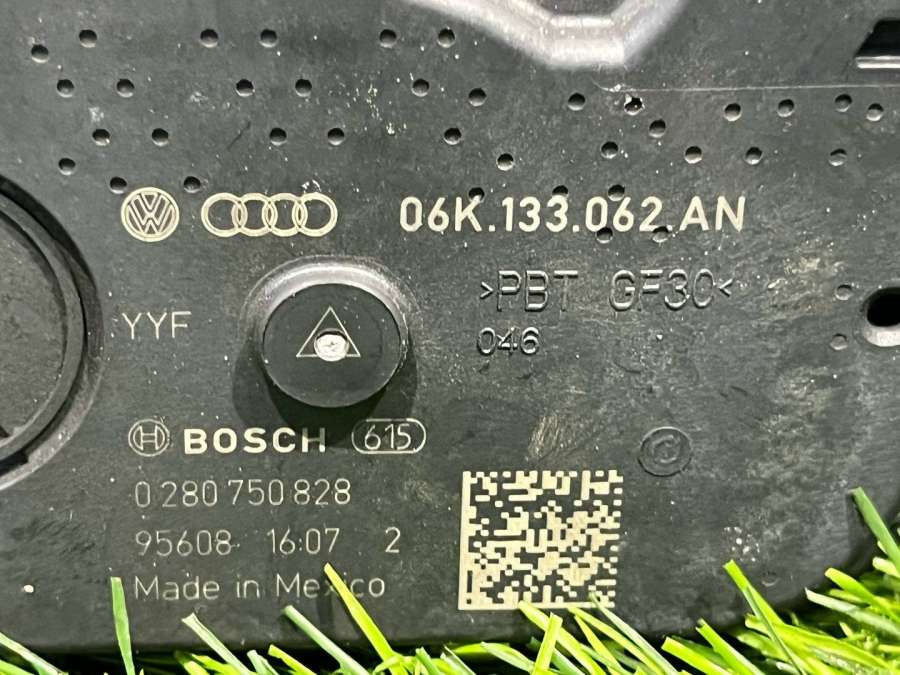 06K.133.062.AN
>PBT GF30<
046
YYF
BOSCH 615
0 280 750 828
95608 16:07 2
Made in Mexico